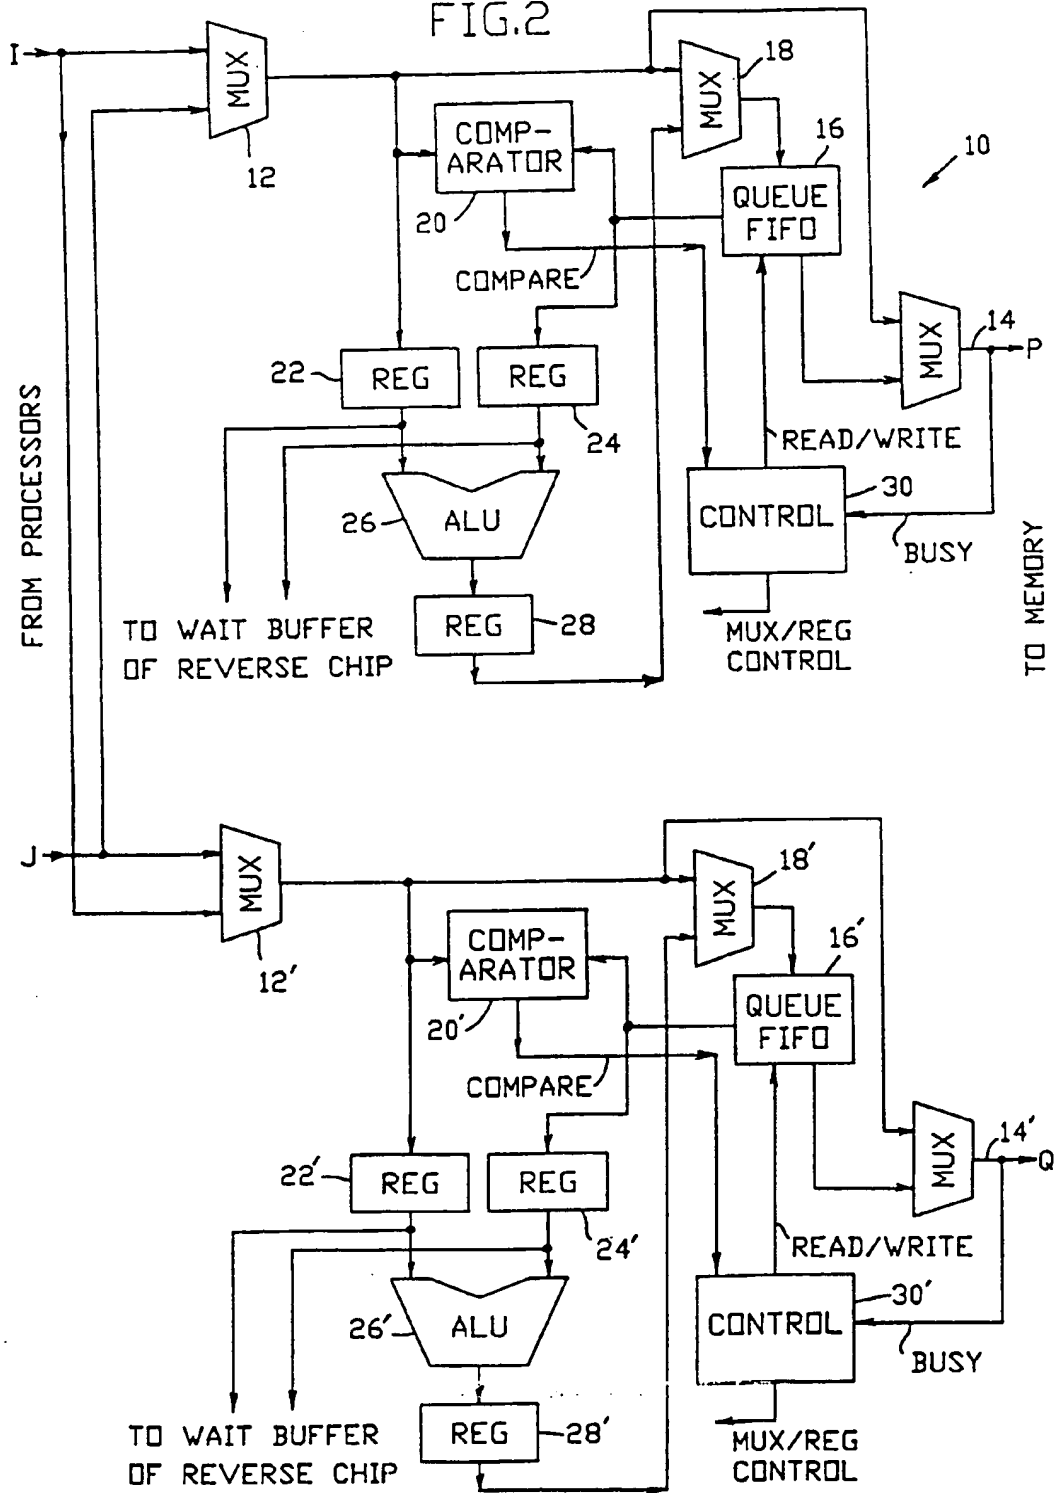 FIG.2
I
MUX
12
COMP-
ARATOR
20
COMPARE
MUX
18
16
QUEUE
FIFO
10
MUX
14
P
22
REG
REG
24
READ/WRITE
FROM PROCESSORS
26
ALU
CONTROL
30
BUSY
TO MEMORY
TO WAIT BUFFER
OF REVERSE CHIP
REG
28
MUX/REG
CONTROL
J
MUX
12'
COMP-
ARATOR
20'
COMPARE
MUX
18'
16'
QUEUE
FIFO
MUX
14'
Q
22'
REG
REG
24'
READ/WRITE
26'
ALU
CONTROL
30'
BUSY
TO WAIT BUFFER
OF REVERSE CHIP
REG
28'
MUX/REG
CONTROL